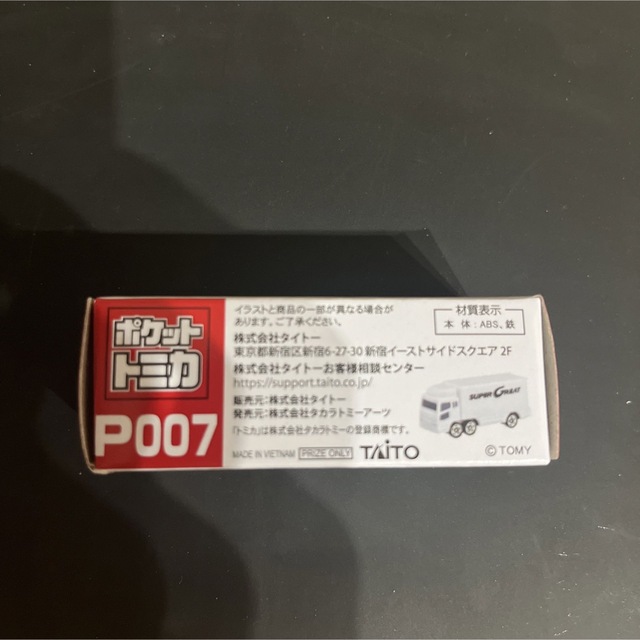 ポケット
トミカ
P007
イラストと商品の一部が異なる場合が
あります。ご了承ください。
株式会社タイトー
東京都新宿区新宿6-27-30 新宿イーストサイドスクエア 2F
株式会社タイトーお客様相談センター
https://support.taito.co.jp/
販売元:株式会社タイトー
発売元:株式会社タカラトミーアーツ
「トミカ」は株式会社タカラトミーの登録商標です。
MADE IN VIETNAM PRIZE ONLY TAITO
材質表示
本 体 : ABS、鉄
SUPER GREAT
©TOMY